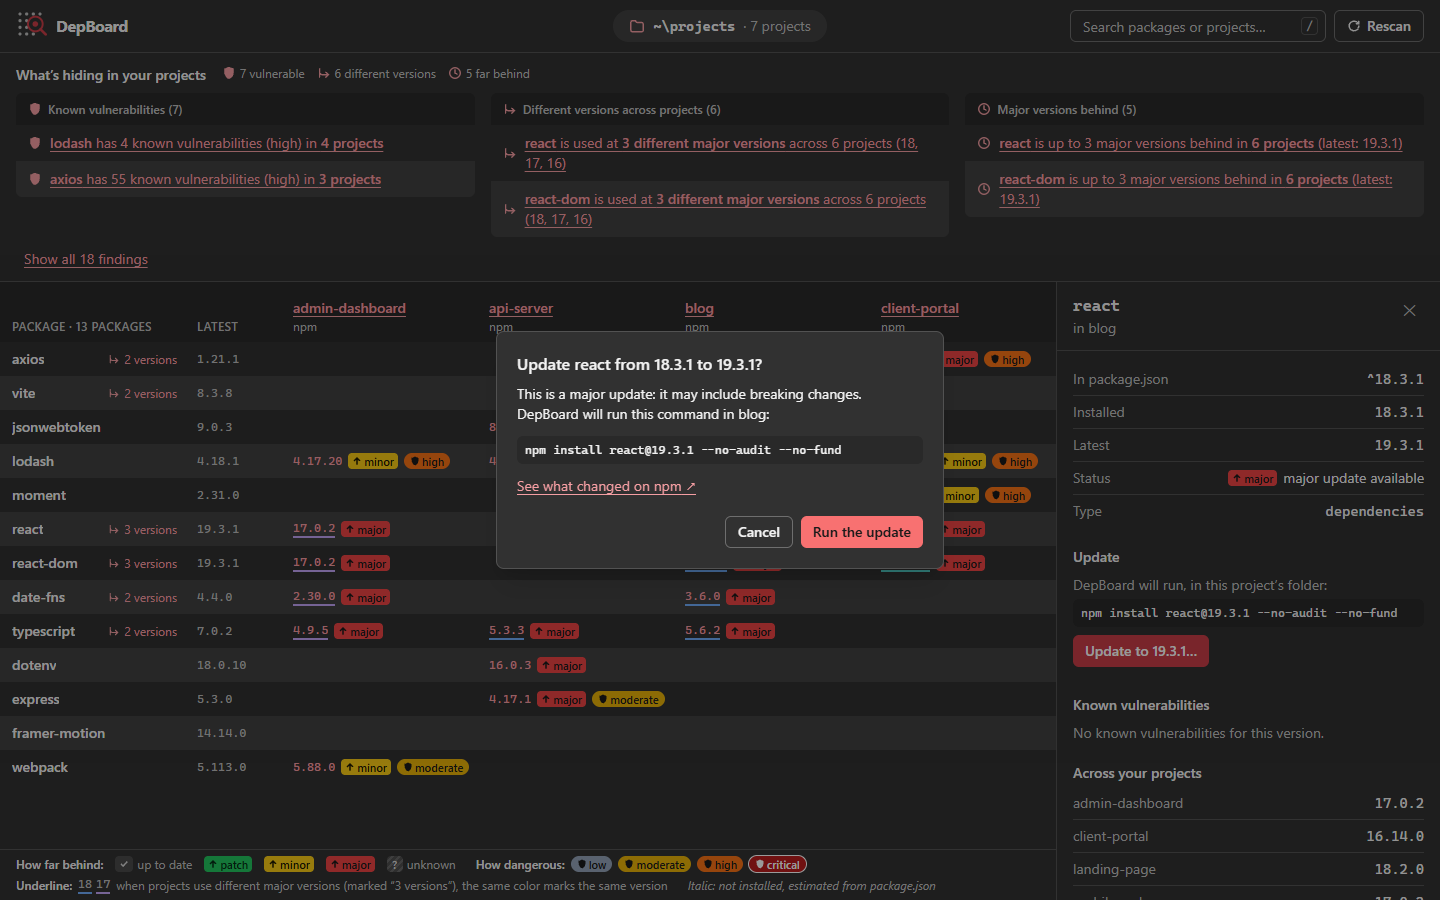 DepBoard
~\projects · 7 projects
Search packages or projects... /
Rescan
What's hiding in your projects
7 vulnerable
6 different versions
5 far behind
Known vulnerabilities (7)
lodash has 4 known vulnerabilities (high) in 4 projects
axios has 55 known vulnerabilities (high) in 3 projects
Different versions across projects (6)
react is used at 3 different major versions across 6 projects (18,
17, 16)
react-dom is used at 3 different major versions across 6 projects
(18, 17, 16)
Major versions behind (5)
react is up to 3 major versions behind in 6 projects (latest: 19.3.1)
react-dom is up to 3 major versions behind in 6 projects (latest:
19.3.1)
Show all 18 findings
PACKAGE · 13 PACKAGES LATEST
admin-dashboard
npm
api-server
npm
blog
npm
client-portal
npm
axios 2 versions 1.21.1 major high
vite 2 versions 8.3.8
jsonwebtoken 9.0.3 8
lodash 4.18.1 4.17.20 minor high 4 minor high
moment 2.31.0 minor high
react 3 versions 19.3.1 17.0.2 major major
react-dom 3 versions 19.3.1 17.0.2 major major
date-fns 2 versions 4.4.0 2.30.0 major 3.6.0 major
typescript 2 versions 7.0.2 4.9.5 major 5.3.3 major 5.6.2 major
dotenv 18.0.10 16.0.3 major
express 5.3.0 4.17.1 major moderate
framer-motion 14.14.0
webpack 5.113.0 5.88.0 minor moderate
Update react from 18.3.1 to 19.3.1?
This is a major update: it may include breaking changes.
DepBoard will run this command in blog:
npm install react@19.3.1 --no-audit --no-fund
See what changed on npm ↗
Cancel
Run the update
react
in blog
In package.json ^18.3.1
Installed 18.3.1
Latest 19.3.1
Status major major update available
Type dependencies
Update
DepBoard will run, in this project's folder:
npm install react@19.3.1 --no-audit --no-fund
Update to 19.3.1...
Known vulnerabilities
No known vulnerabilities for this version.
Across your projects
admin-dashboard 17.0.2
client-portal 16.14.0
landing-page 18.2.0
How far behind: up to date patch minor major ? unknown How dangerous: low moderate high critical
Underline: 18 17 when projects use different major versions (marked "3 versions"), the same color marks the same version Italic: not installed, estimated from package.json